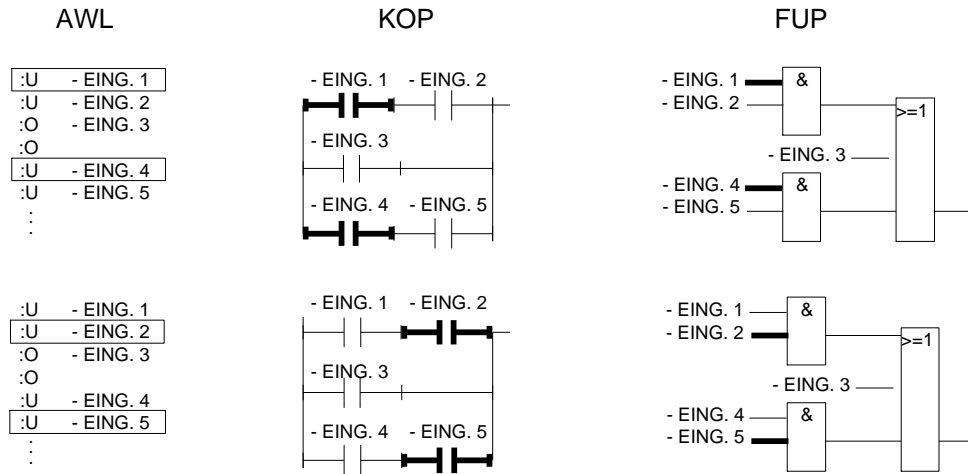 AWL
KOP
FUP
:U - EING. 1
:U - EING. 2
:O - EING. 3
:O
:U - EING. 4
:U - EING. 5
:
:
- EING. 1 - EING. 2
- EING. 3
- EING. 4 - EING. 5
- EING. 1
- EING. 2
&
>=1
- EING. 3
- EING. 4
- EING. 5
&
:U - EING. 1
:U - EING. 2
:O - EING. 3
:O
:U - EING. 4
:U - EING. 5
:
:
- EING. 1 - EING. 2
- EING. 3
- EING. 4 - EING. 5
- EING. 1
- EING. 2
&
>=1
- EING. 3
- EING. 4
- EING. 5
&